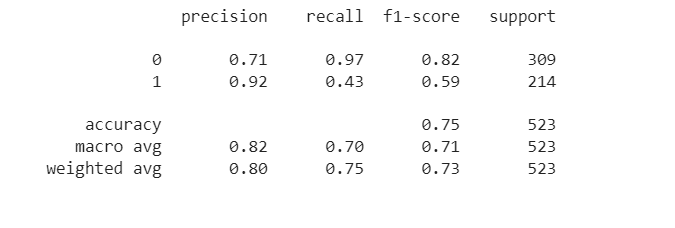 precision recall f1-score support
0 0.71 0.97 0.82 309
1 0.92 0.43 0.59 214
accuracy 0.75 523
macro avg 0.82 0.70 0.71 523
weighted avg 0.80 0.75 0.73 523